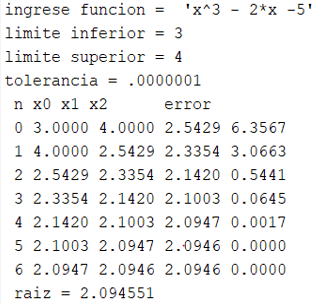 ingrese funcion =  'x^3 - 2*x -5'
limite inferior = 3
limite superior = 4
tolerancia = .0000001
n x0 x1 x2 error
0 3.0000 4.0000 2.5429 6.3567
1 4.0000 2.5429 2.3354 3.0663
2 2.5429 2.3354 2.1420 0.5441
3 2.3354 2.1420 2.1003 0.0645
4 2.1420 2.1003 2.0947 0.0017
5 2.1003 2.0947 2.0946 0.0000
6 2.0947 2.0946 2.0946 0.0000
raiz = 2.094551